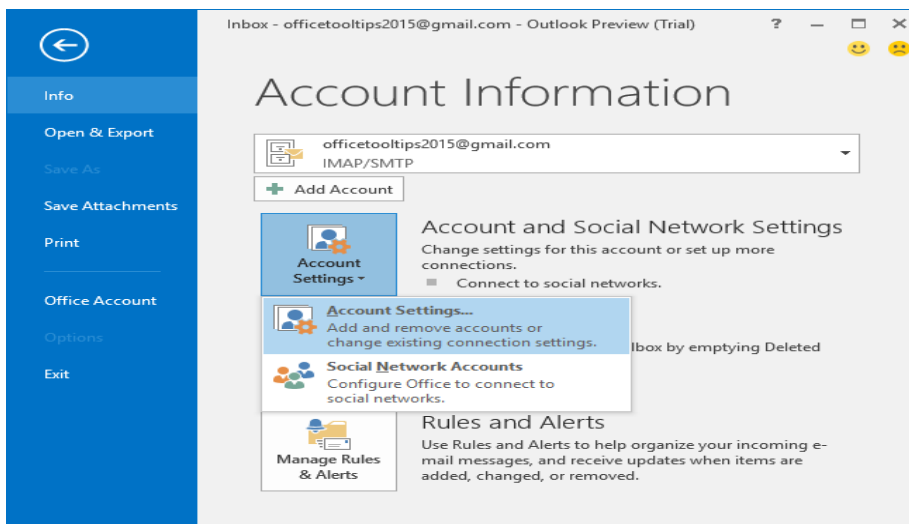 Inbox - officetooltips2015@gmail.com - Outlook Preview (Trial) ?
Info
Open & Export
Save As
Save Attachments
Print
Office Account
Options
Exit
Account Information
officetooltips2015@gmail.com
IMAP/SMTP
Add Account
Account
Settings
Account and Social Network Settings
Change settings for this account or set up more
connections.
Connect to social networks.
Account Settings...
Add and remove accounts or
change existing connection settings.
Social Network Accounts
Configure Office to connect to
social networks.
lbox by emptying Deleted
Manage Rules
& Alerts
Rules and Alerts
Use Rules and Alerts to help organize your incoming e-
mail messages, and receive updates when items are
added, changed, or removed.